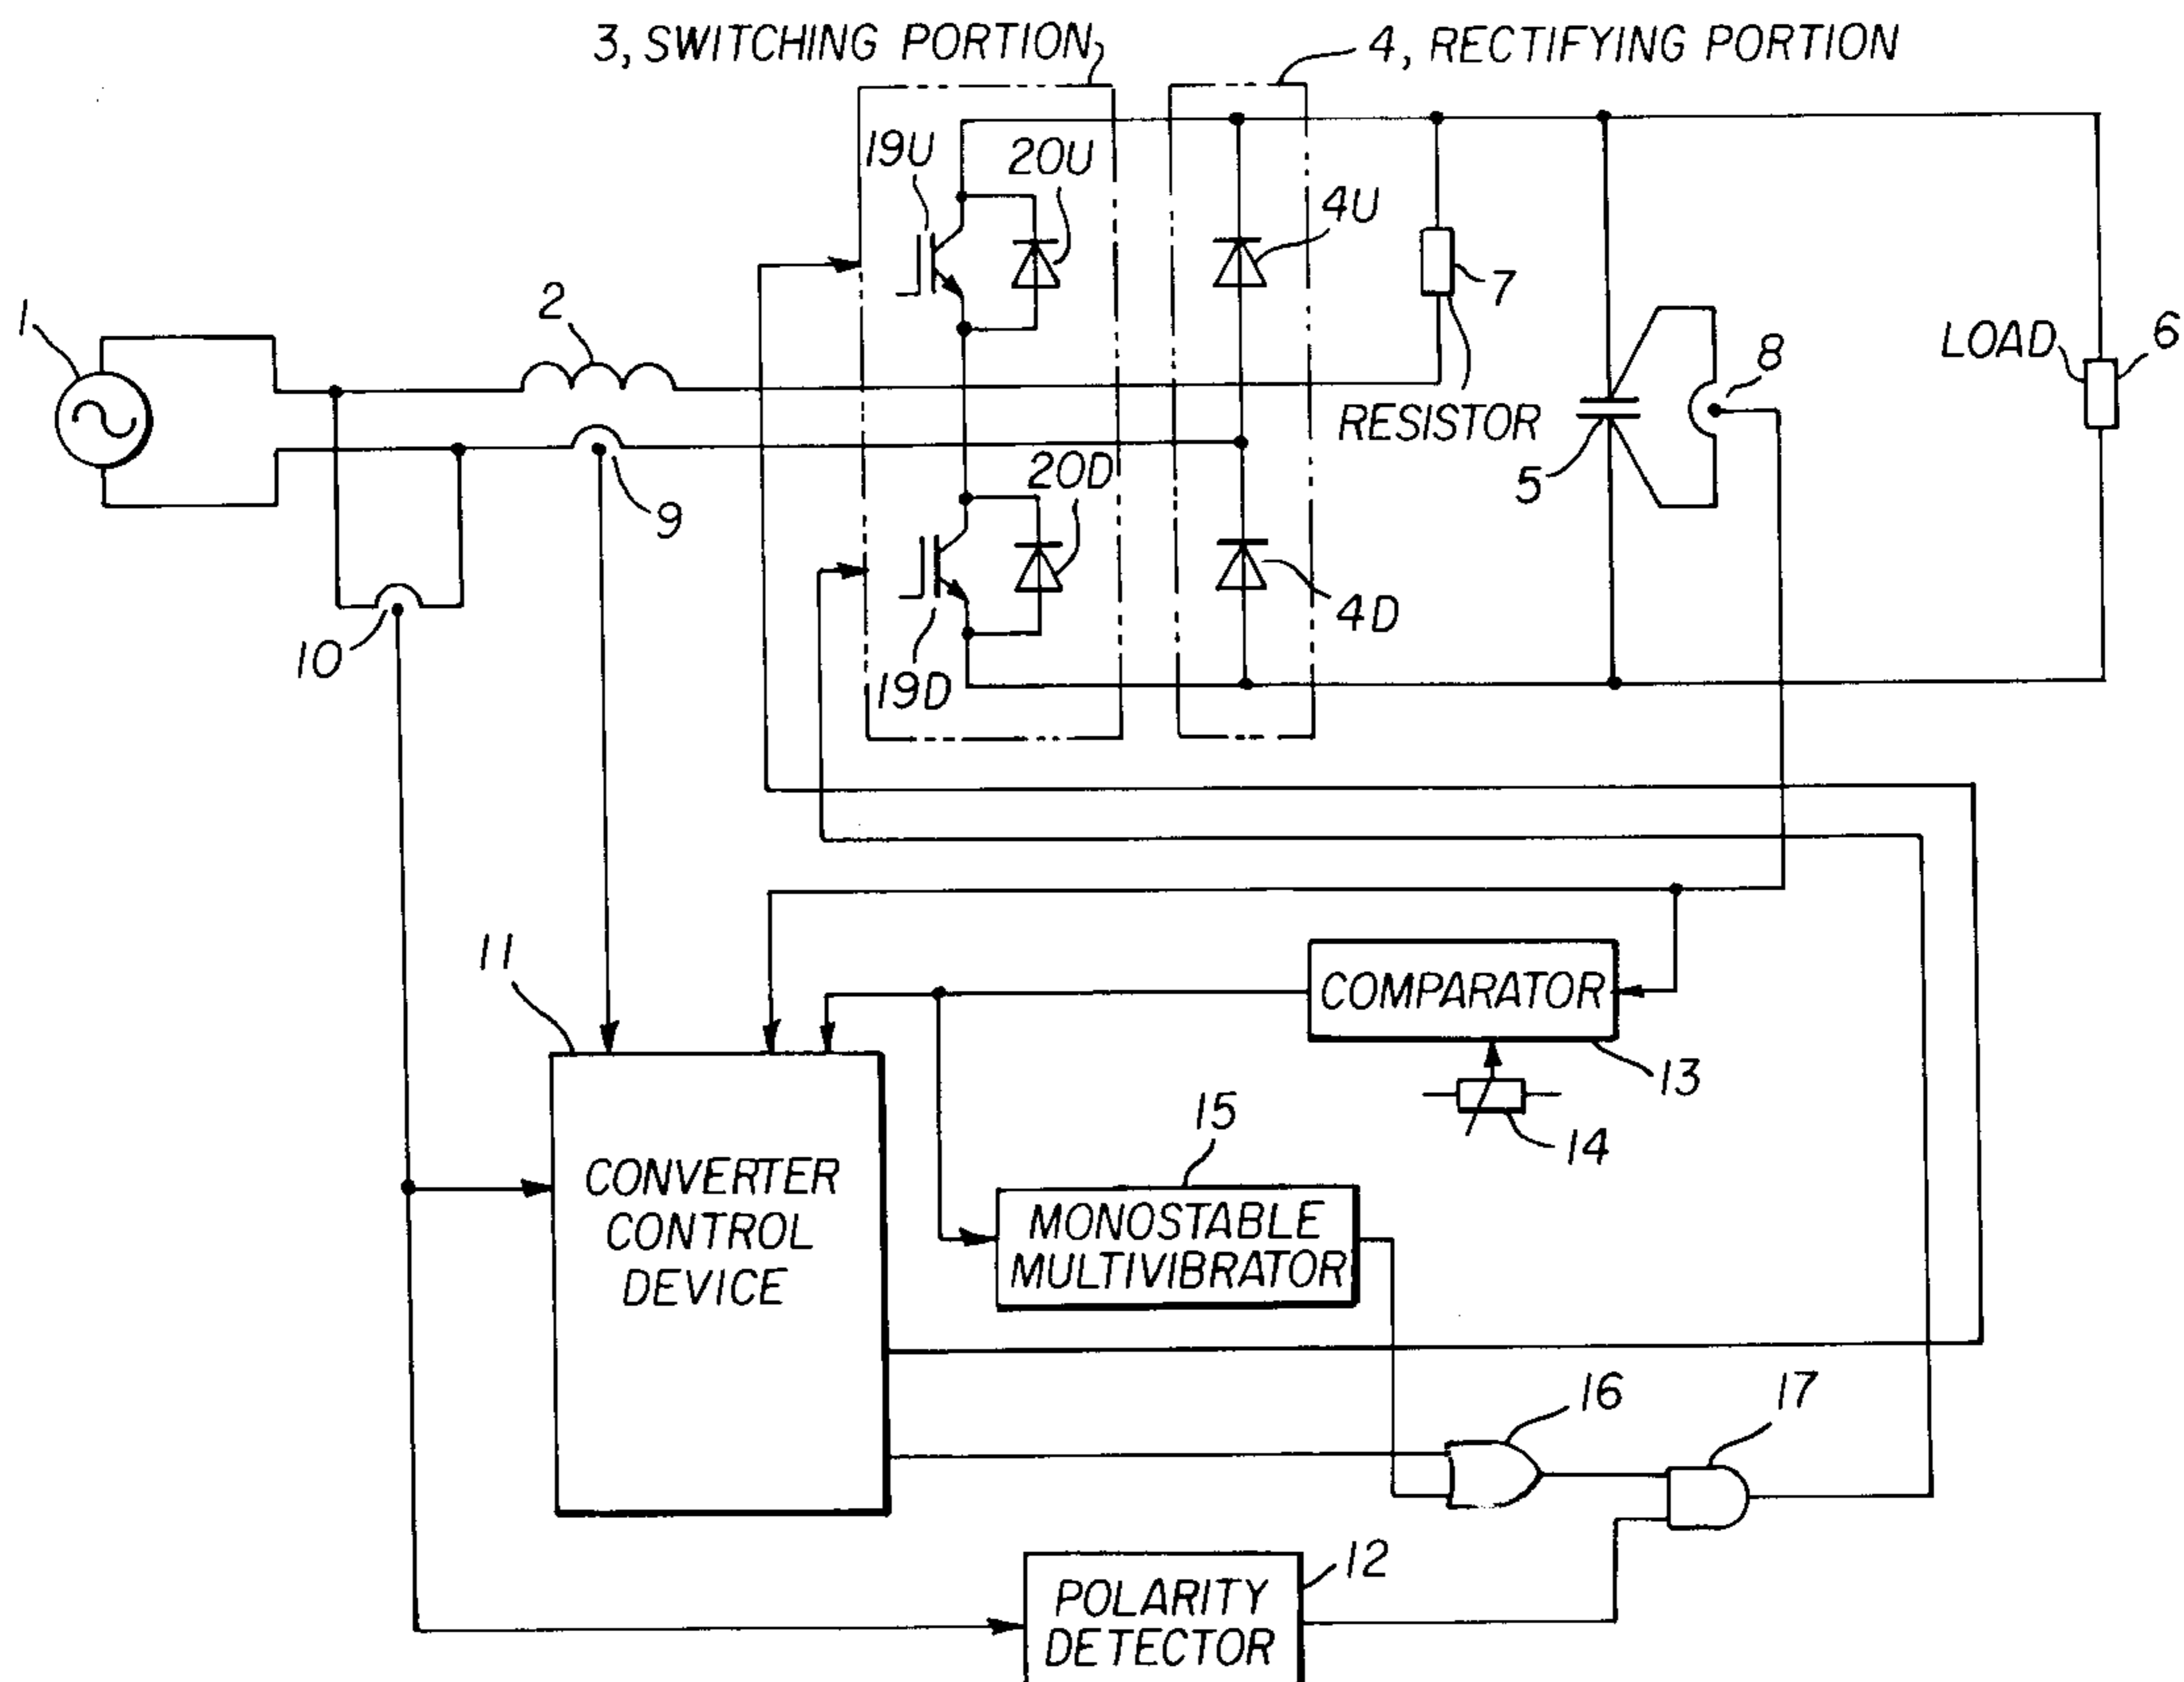 3, SWITCHING PORTION
4, RECTIFYING PORTION
19U
20U
4U
1
2
7
LOAD
6
8
RESISTOR
5
9
20D
4D
10
19D
11
COMPARATOR
13
14
15
CONVERTER
CONTROL
DEVICE
MONOSTABLE
MULTIVIBRATOR
16
17
12
POLARITY
DETECTOR